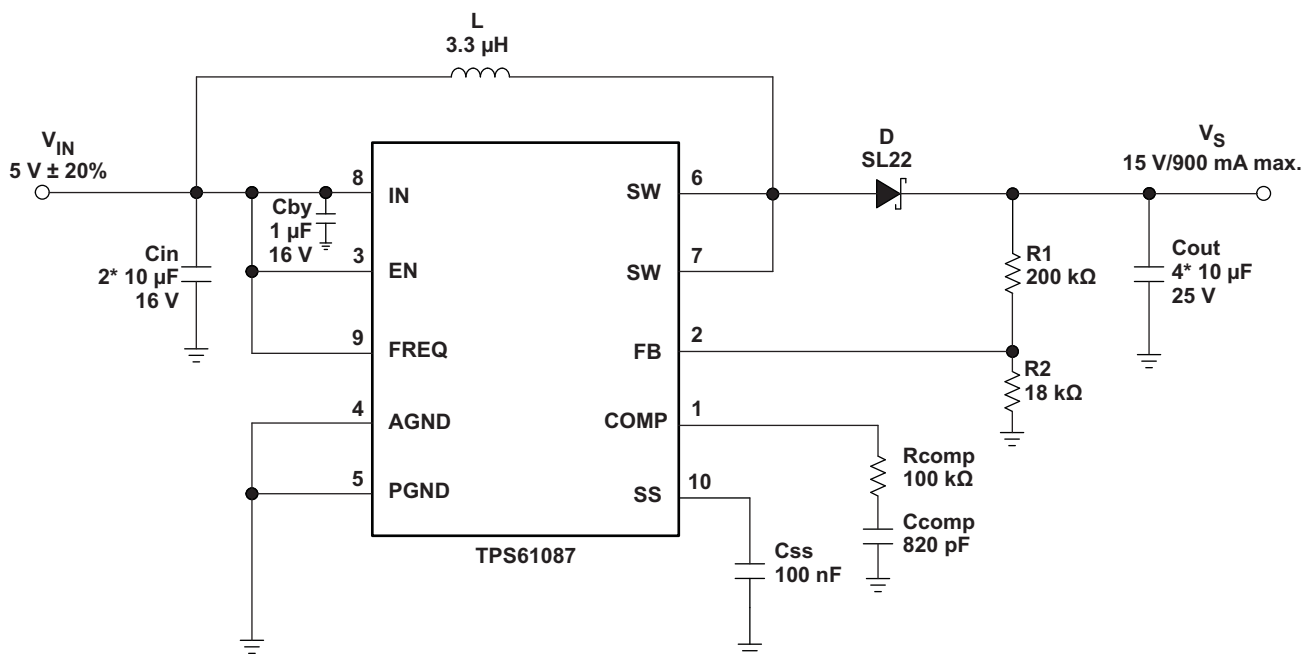 L
3.3 µH
V_IN
5 V ± 20%
Cin
2* 10 µF
16 V
Cby
1 µF
16 V
8
IN
3
EN
9
FREQ
4
AGND
5
PGND
SW
6
SW
7
FB
2
COMP
1
SS
10
TPS61087
D
SL22
V_S
15 V/900 mA max.
R1
200 kΩ
Cout
4* 10 µF
25 V
R2
18 kΩ
Rcomp
100 kΩ
Ccomp
820 pF
Css
100 nF